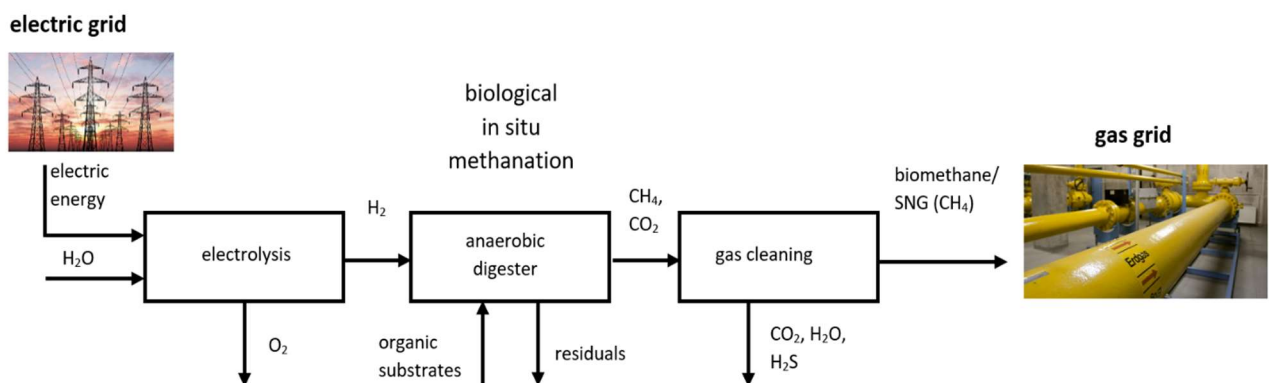 electric grid
electric
energy
H₂O
electrolysis
O₂
H₂
biological
in situ
methanation
anaerobic
digester
organic
substrates
residuals
CH₄,
CO₂
gas cleaning
CO₂, H₂O,
H₂S
biomethane/
SNG (CH₄)
gas grid
Erdgas